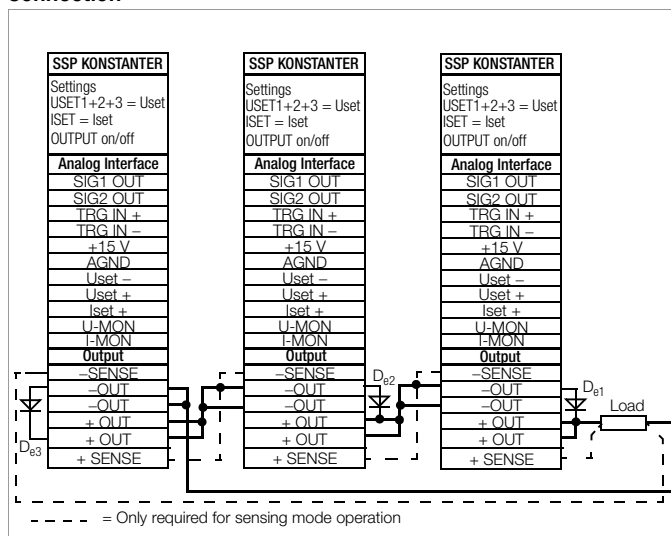 connection
SSP KONSTANTER
Settings
USET1+2+3 = Uset
ISET = Iset
OUTPUT on/off
Analog Interface
SIG1 OUT
SIG2 OUT
TRG IN +
TRG IN –
+15 V
AGND
Uset –
Uset +
Iset +
U-MON
I-MON
Output
–SENSE
–OUT
–OUT
+ OUT
+ OUT
+ SENSE
De3
SSP KONSTANTER
Settings
USET1+2+3 = Uset
ISET = Iset
OUTPUT on/off
Analog Interface
SIG1 OUT
SIG2 OUT
TRG IN +
TRG IN –
+15 V
AGND
Uset –
Uset +
Iset +
U-MON
I-MON
Output
–SENSE
–OUT
–OUT
+ OUT
+ OUT
+ SENSE
De2
SSP KONSTANTER
Settings
USET1+2+3 = Uset
ISET = Iset
OUTPUT on/off
Analog Interface
SIG1 OUT
SIG2 OUT
TRG IN +
TRG IN –
+15 V
AGND
Uset –
Uset +
Iset +
U-MON
I-MON
Output
–SENSE
–OUT
–OUT
+ OUT
+ OUT
+ SENSE
De1
Load
= Only required for sensing mode operation